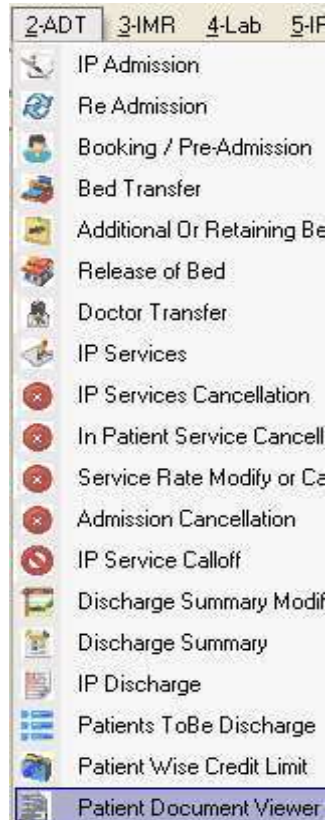 2-ADT 3-IMR 4-Lab 5-IP
IP Admission
Re Admission
Booking / Pre-Admission
Bed Transfer
Additional Or Retaining Be
Release of Bed
Doctor Transfer
IP Services
IP Services Cancellation
In Patient Service Cancell
Service Rate Modify or Ca
Admission Cancellation
IP Service Calloff
Discharge Summary Modif
Discharge Summary
IP Discharge
Patients ToBe Discharge
Patient Wise Credit Limit
Patient Document Viewer